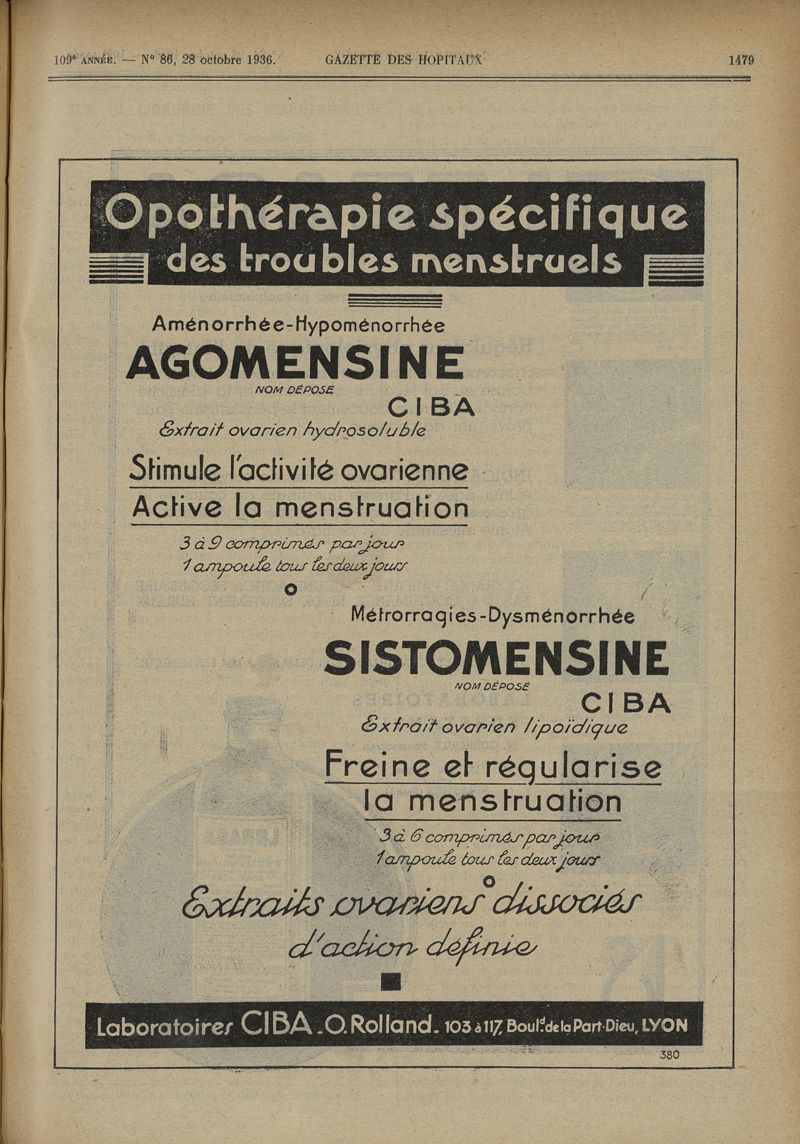 109e ANNÉE. — N° 86, 28 octobre 1936. GAZETTE DES HOPITAUX 1479
Opothérapie spécifique
des troubles menstruels
Aménorrhée-Hypoménorrhée
AGOMENSINE
NOM DÉPOSÉ
CIBA
Extrait ovarien hydrosoluble
Stimule l'activité ovarienne
Active la menstruation
3 à 9 comprimés par jour
1 ampoule tous les deux jours
Métrorragies-Dysménorrhée
SISTOMENSINE
NOM DÉPOSÉ
CIBA
Extrait ovarien lipoïdique
Freine et régularise
la menstruation
3 à 6 comprimés par jour
1 ampoule tous les deux jours
Extraits ovariens dissociés
d'action définie
Laboratoires CIBA_O. Rolland_ 103 à 117, Boul.d de la Part-Dieu, LYON
380